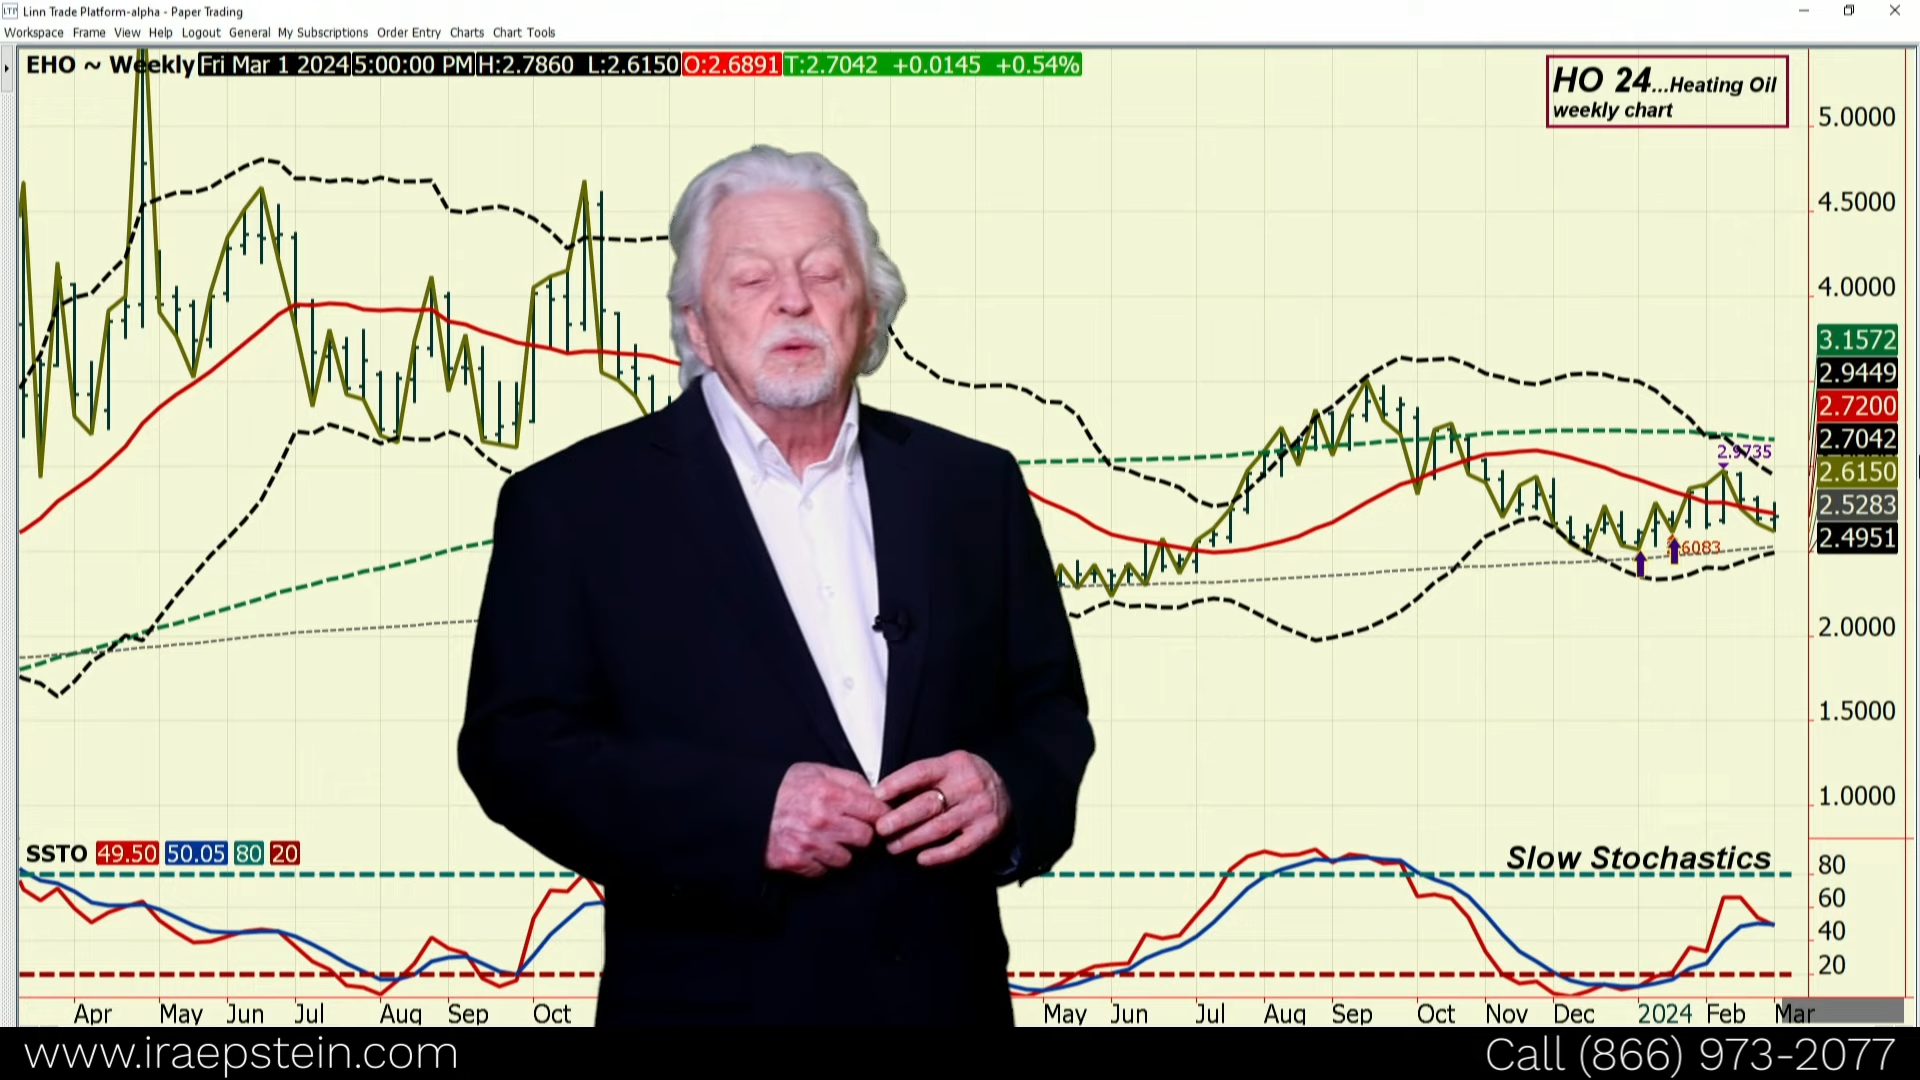 Linn Trade Platform-alpha - Paper Trading
Workspace Frame View Help Logout General My Subscriptions Order Entry Charts Chart Tools
EHO ~ Weekly Fri Mar 1 2024 5:00:00 PM H:2.7860 L:2.6150 O:2.6891 T:2.7042 +0.0145 +0.54%
HO 24...Heating Oil
weekly chart
5.0000
4.5000
4.0000
3.1572
2.9449
2.7200
2.7042
2.6150
2.5283
2.4951
2.0000
1.5000
1.0000
2.9735
6083
SSTO 49.50 50.05 80 20
Slow Stochastics
80
60
40
20
Apr May Jun Jul Aug Sep Oct May Jun Jul Aug Sep Oct Nov Dec 2024 Feb Mar
www.iraepstein.com
Call (866) 973-2077